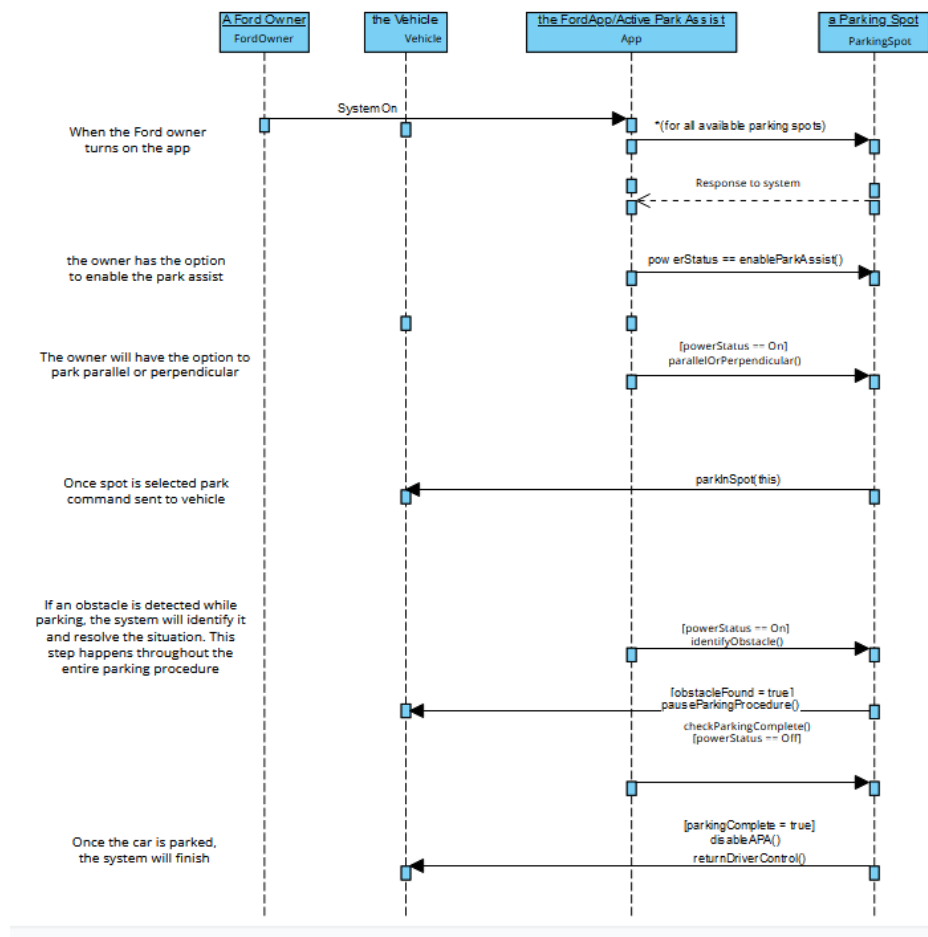 A Ford Owner
FordOwner
the Vehicle
Vehicle
the FordApp/Active Park Assist
App
a Parking Spot
ParkingSpot
SystemOn
When the Ford owner
turns on the app
*(for all available parking spots)
Response to system
the owner has the option
to enable the park assist
powerStatus == enableParkAssist()
The owner will have the option to
park parallel or perpendicular
[powerStatus == On]
parallelOrPerpendicular()
Once spot is selected park
command sent to vehicle
parkInSpot(this)
If an obstacle is detected while
parking, the system will identify it
and resolve the situation. This
step happens throughout the
entire parking procedure
[powerStatus == On]
identifyObstacle()
[obstacleFound = true]
pauseParkingProcedure()
checkParkingComplete()
[powerStatus == Off]
Once the car is parked,
the system will finish
[parkingComplete = true]
disableAPA()
returnDriverControl()